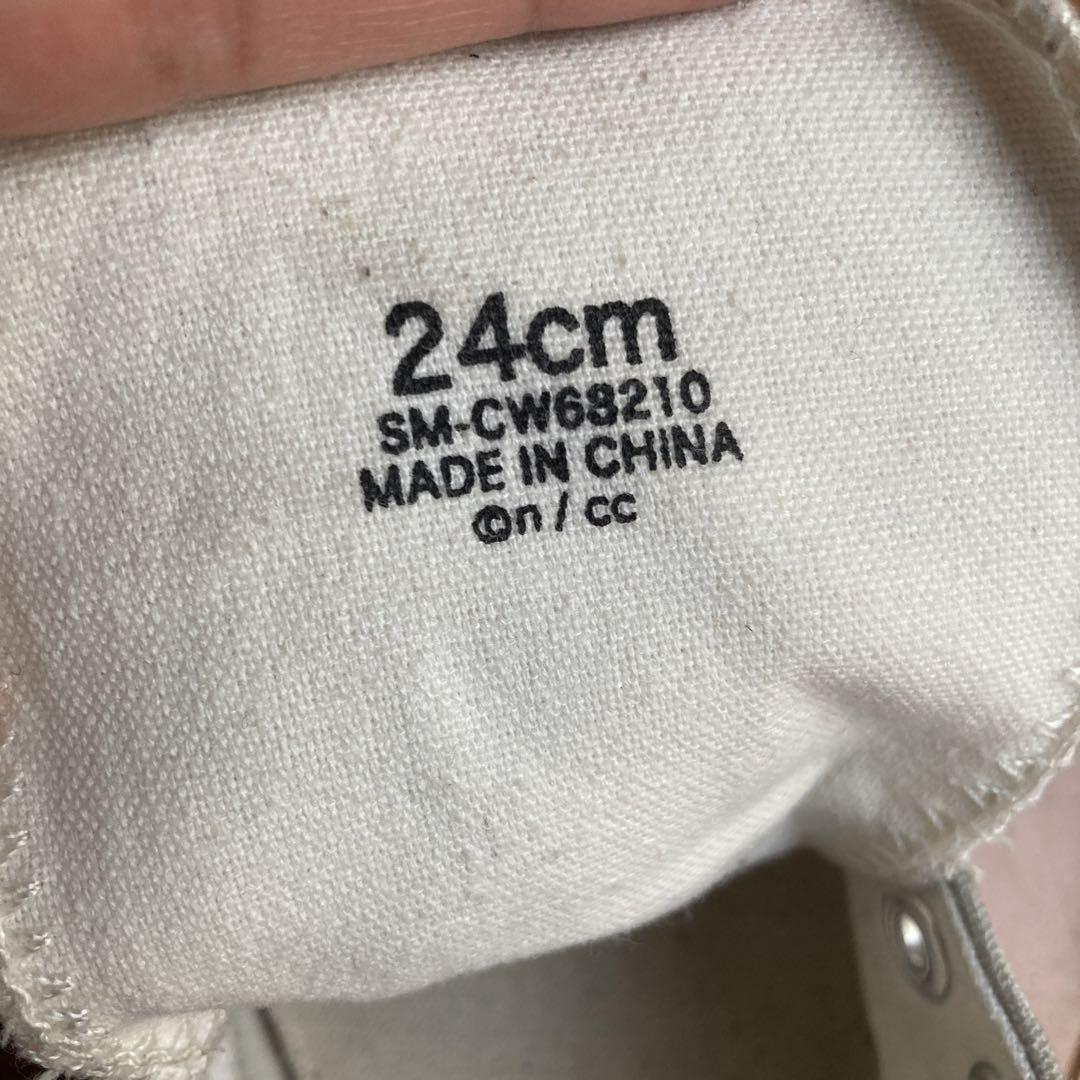 24cm
SM-CW68210
MADE IN CHINA
©n / cc